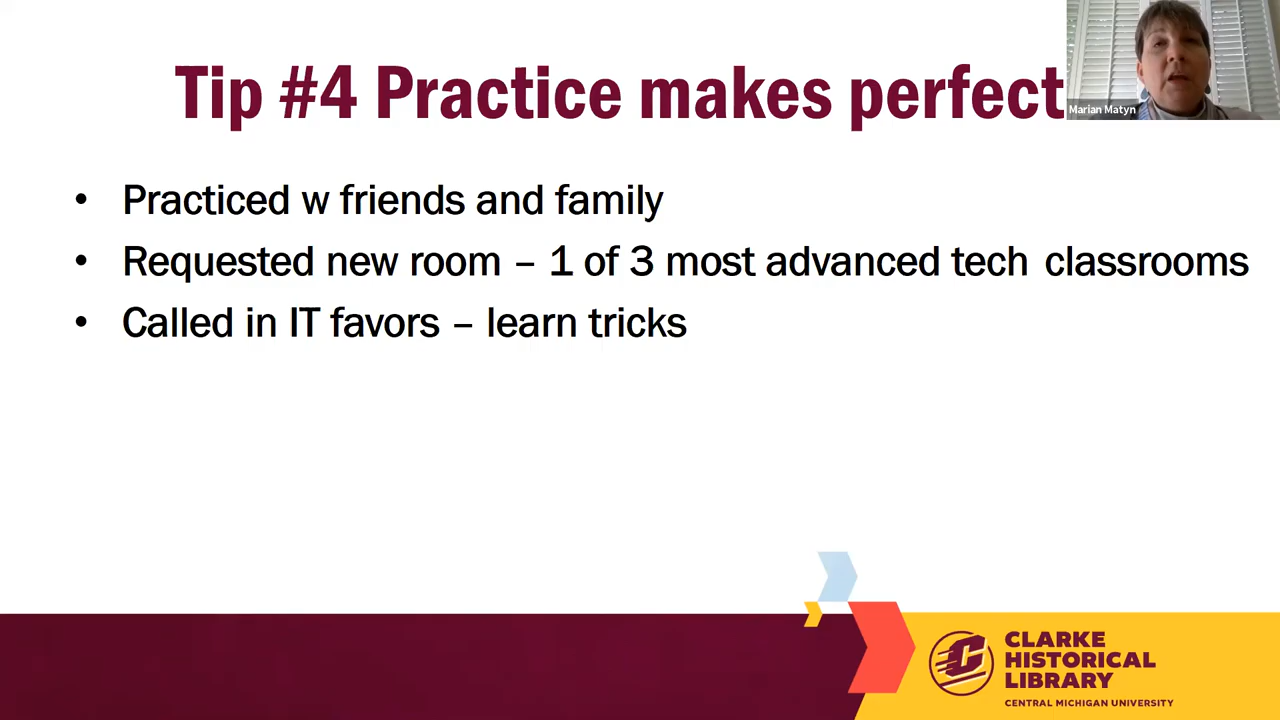 Tip #4 Practice makes perfect
Marian Matyn
• Practiced w friends and family
• Requested new room – 1 of 3 most advanced tech classrooms
• Called in IT favors – learn tricks
C
CLARKE
HISTORICAL
LIBRARY
CENTRAL MICHIGAN UNIVERSITY